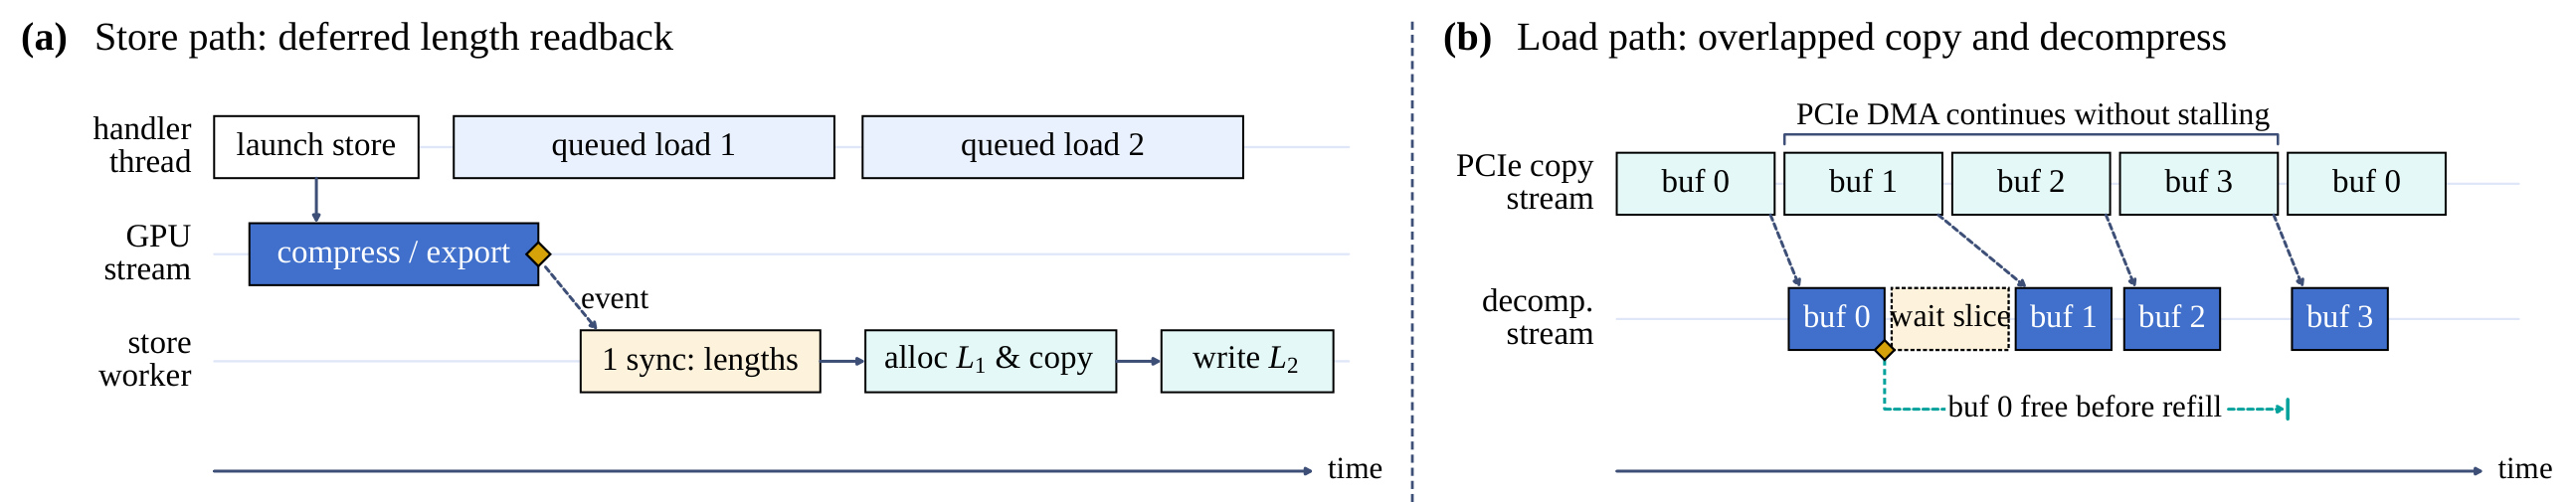 (a) Store path: deferred length readback
handler
thread
launch store
queued load 1
queued load 2
GPU
stream
compress / export
event
store
worker
1 sync: lengths
alloc L₁ & copy
write L₂
time
(b) Load path: overlapped copy and decompress
PCIe DMA continues without stalling
PCIe copy
stream
buf 0
buf 1
buf 2
buf 3
buf 0
decomp.
stream
buf 0
wait slice
buf 1
buf 2
buf 3
buf 0 free before refill
time